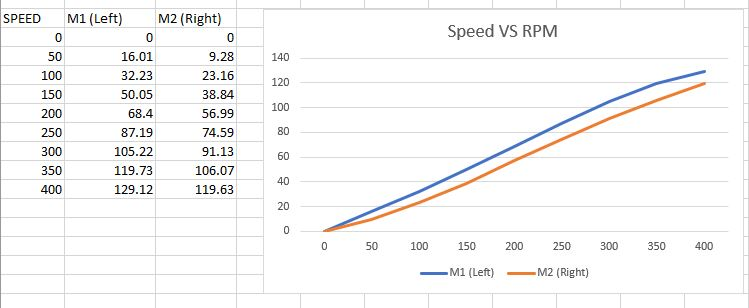 SPEED M1 (Left) M2 (Right)
0 0 0
50 16.01 9.28
100 32.23 23.16
150 50.05 38.84
200 68.4 56.99
250 87.19 74.59
300 105.22 91.13
350 119.73 106.07
400 129.12 119.63
Speed VS RPM
140
120
100
80
60
40
20
0
0 50 100 150 200 250 300 350 400
M1 (Left) M2 (Right)